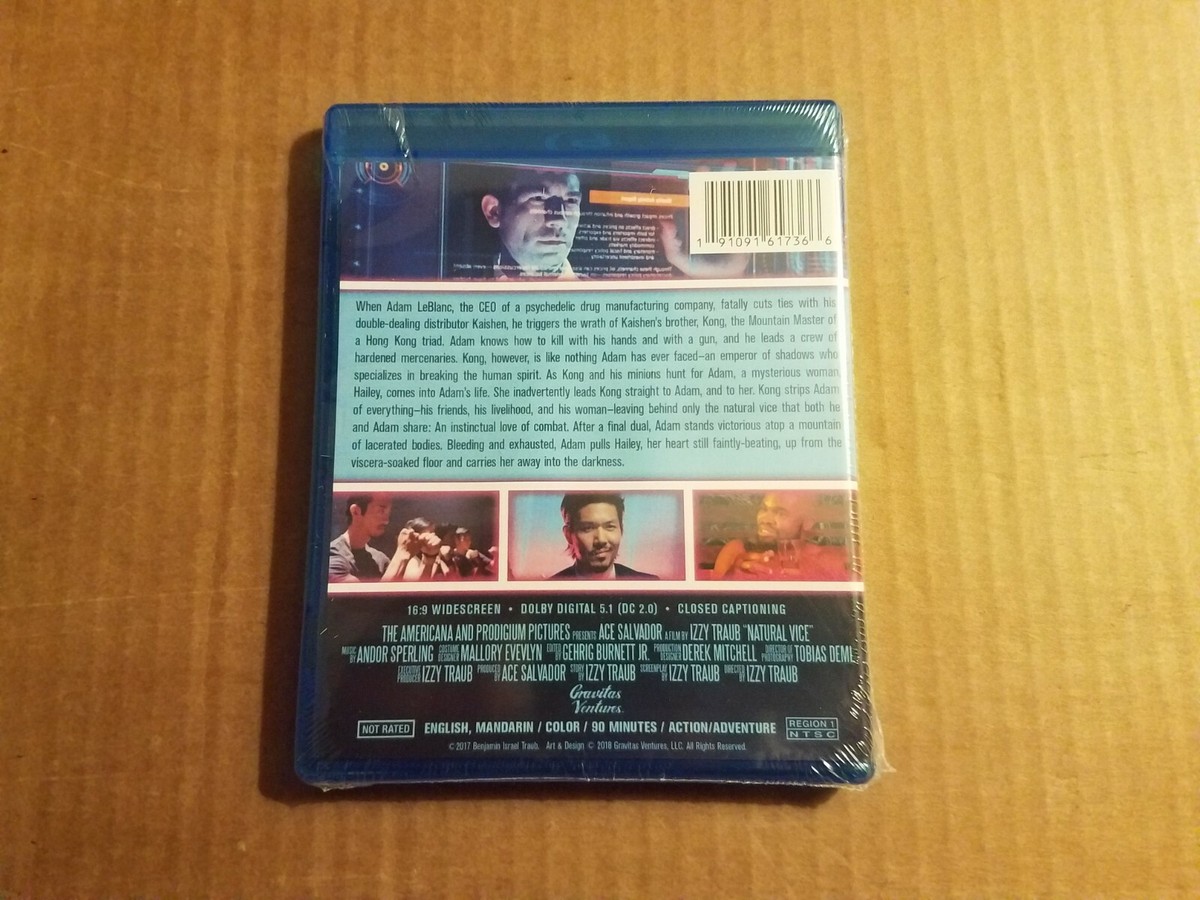 1 91091 61736 6
When Adam LeBlanc, the CEO of a psychedelic drug manufacturing company, fatally cuts ties with his
double-dealing distributor Kaishen, he triggers the wrath of Kaishen's brother, Kong, the Mountain Master of
a Hong Kong triad. Adam knows how to kill with his hands and with a gun, and he leads a crew of
hardened mercenaries. Kong, however, is like nothing Adam has ever faced—an emperor of shadows who
specializes in breaking the human spirit. As Kong and his minions hunt for Adam, a mysterious woman,
Hailey, comes into Adam's life. She inadvertently leads Kong straight to Adam, and to her. Kong strips Adam
of everything—his friends, his livelihood, and his woman—leaving behind only the natural vice that both he
and Adam share: An instinctual love of combat. After a final dual, Adam stands victorious atop a mountain
of lacerated bodies. Bleeding and exhausted, Adam pulls Hailey, her heart still faintly-beating, up from the
viscera-soaked floor and carries her away into the darkness.
16:9 WIDESCREEN • DOLBY DIGITAL 5.1 (DC 2.0) • CLOSED CAPTIONING
THE AMERICANA AND PRODIGIUM PICTURES PRESENTS ACE SALVADOR A FILM BY IZZY TRAUB "NATURAL VICE"
MUSIC BY ANDOR SPERLING COSTUME DESIGNER MALLORY EVEVLYN EDITED BY GEHRIG BURNETT JR. PRODUCTION DESIGNER DEREK MITCHELL DIRECTOR OF PHOTOGRAPHY TOBIAS DEML
EXECUTIVE PRODUCER IZZY TRAUB PRODUCED BY ACE SALVADOR STORY BY IZZY TRAUB SCREENPLAY BY IZZY TRAUB DIRECTED BY IZZY TRAUB
Gravitas
Ventures
NOT RATED ENGLISH, MANDARIN / COLOR / 90 MINUTES / ACTION/ADVENTURE REGION 1
NTSC
©2017 Benjamin Israel Traub. Art & Design © 2018 Gravitas Ventures, LLC. All Rights Reserved.